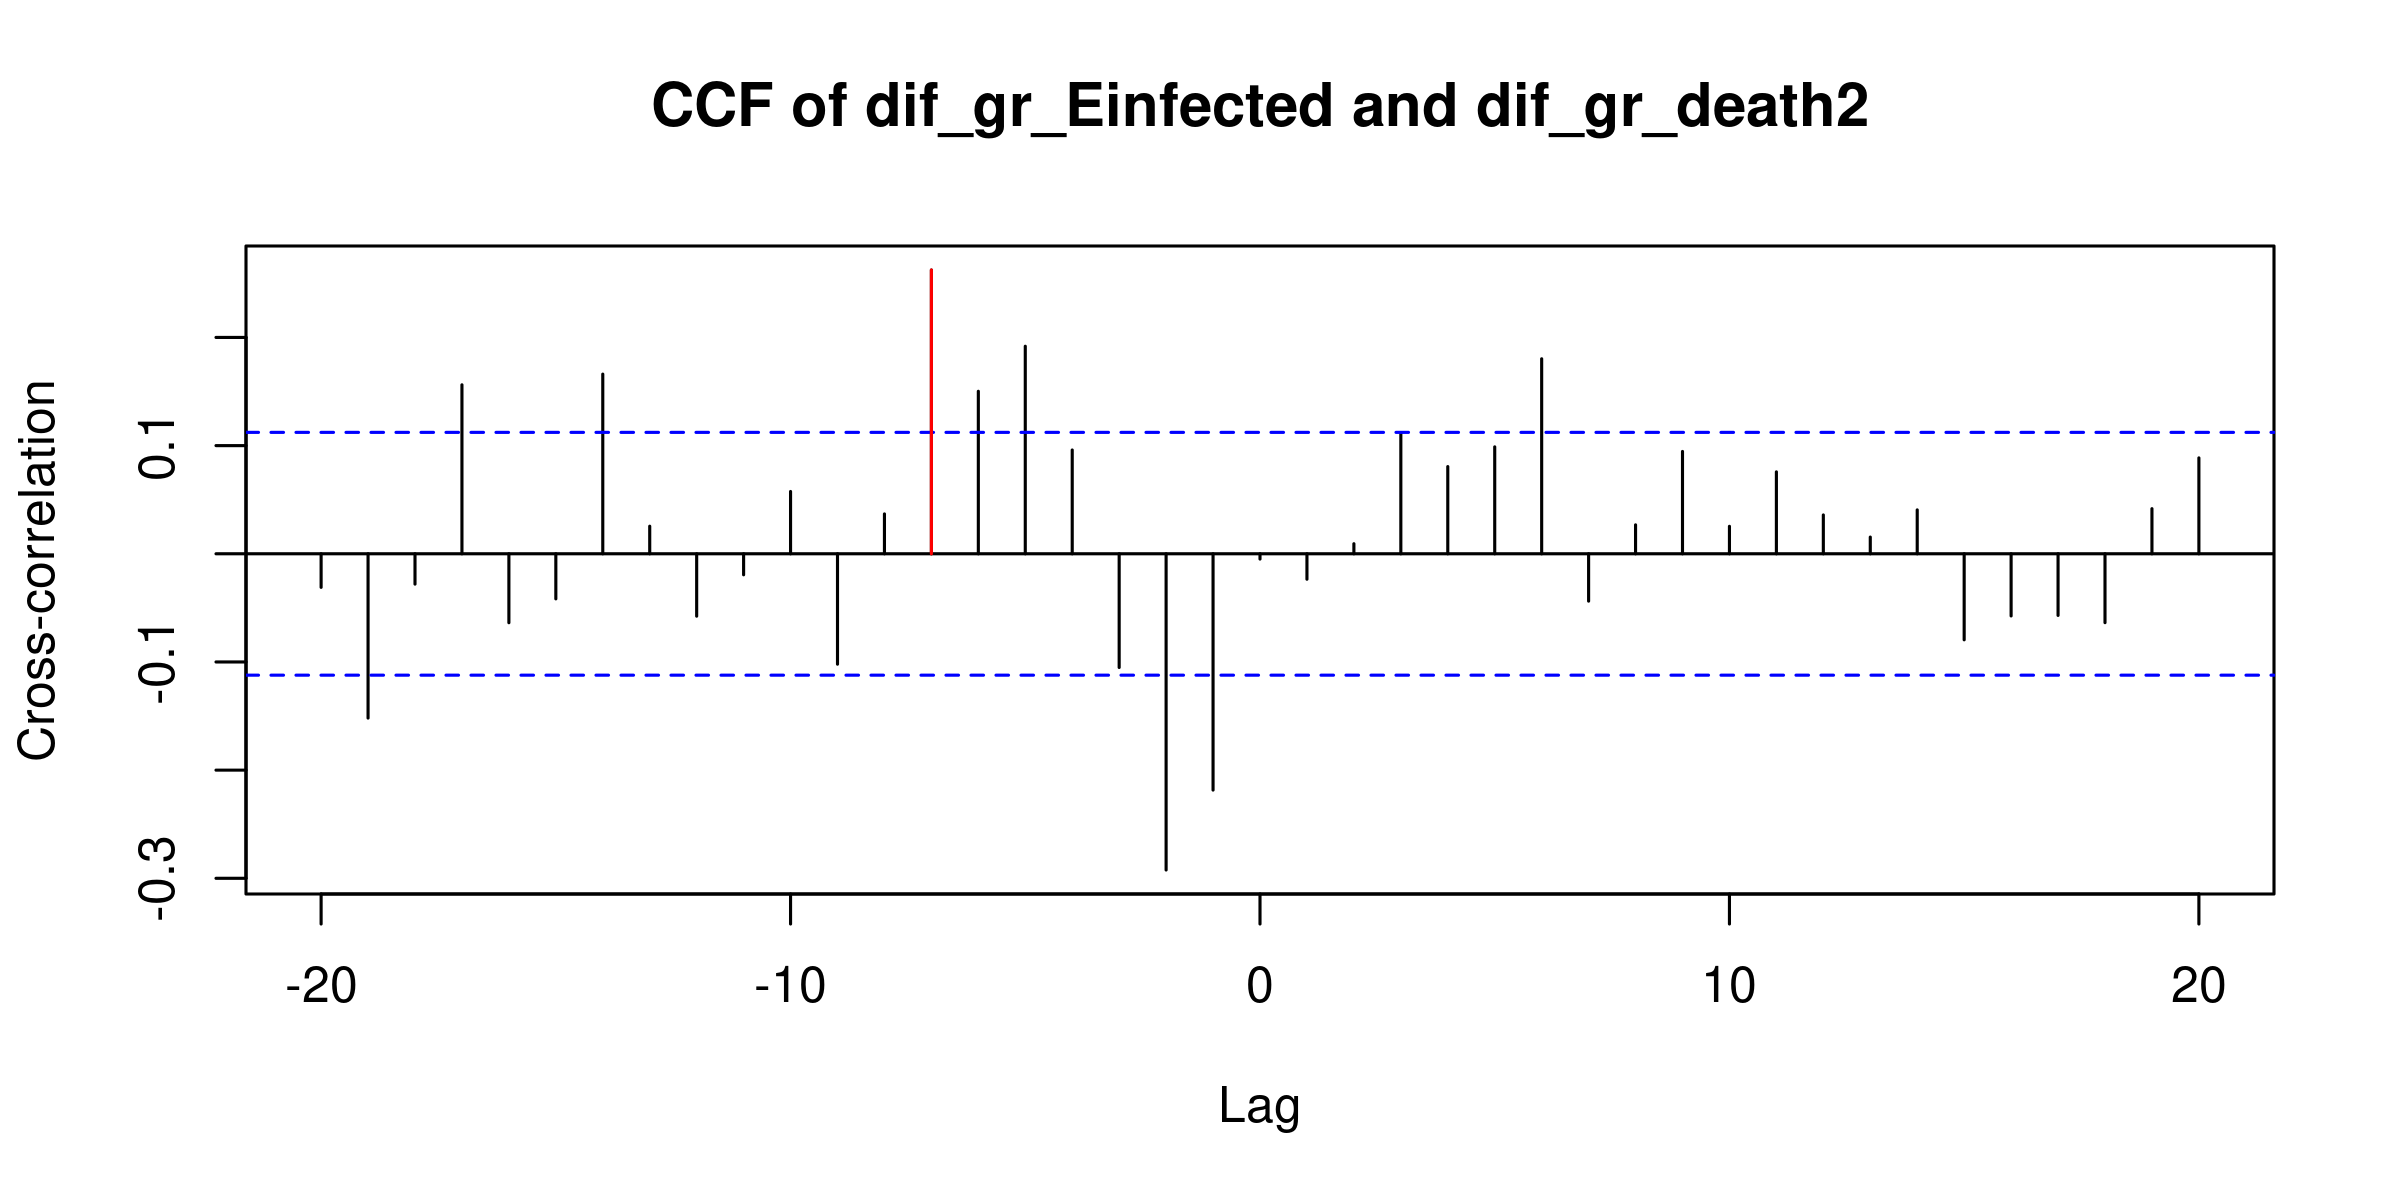 CCF of dif_gr_Einfected and dif_gr_death2
Cross-correlation
0.1
-0.1
-0.3
-20 -10 0 10 20
Lag